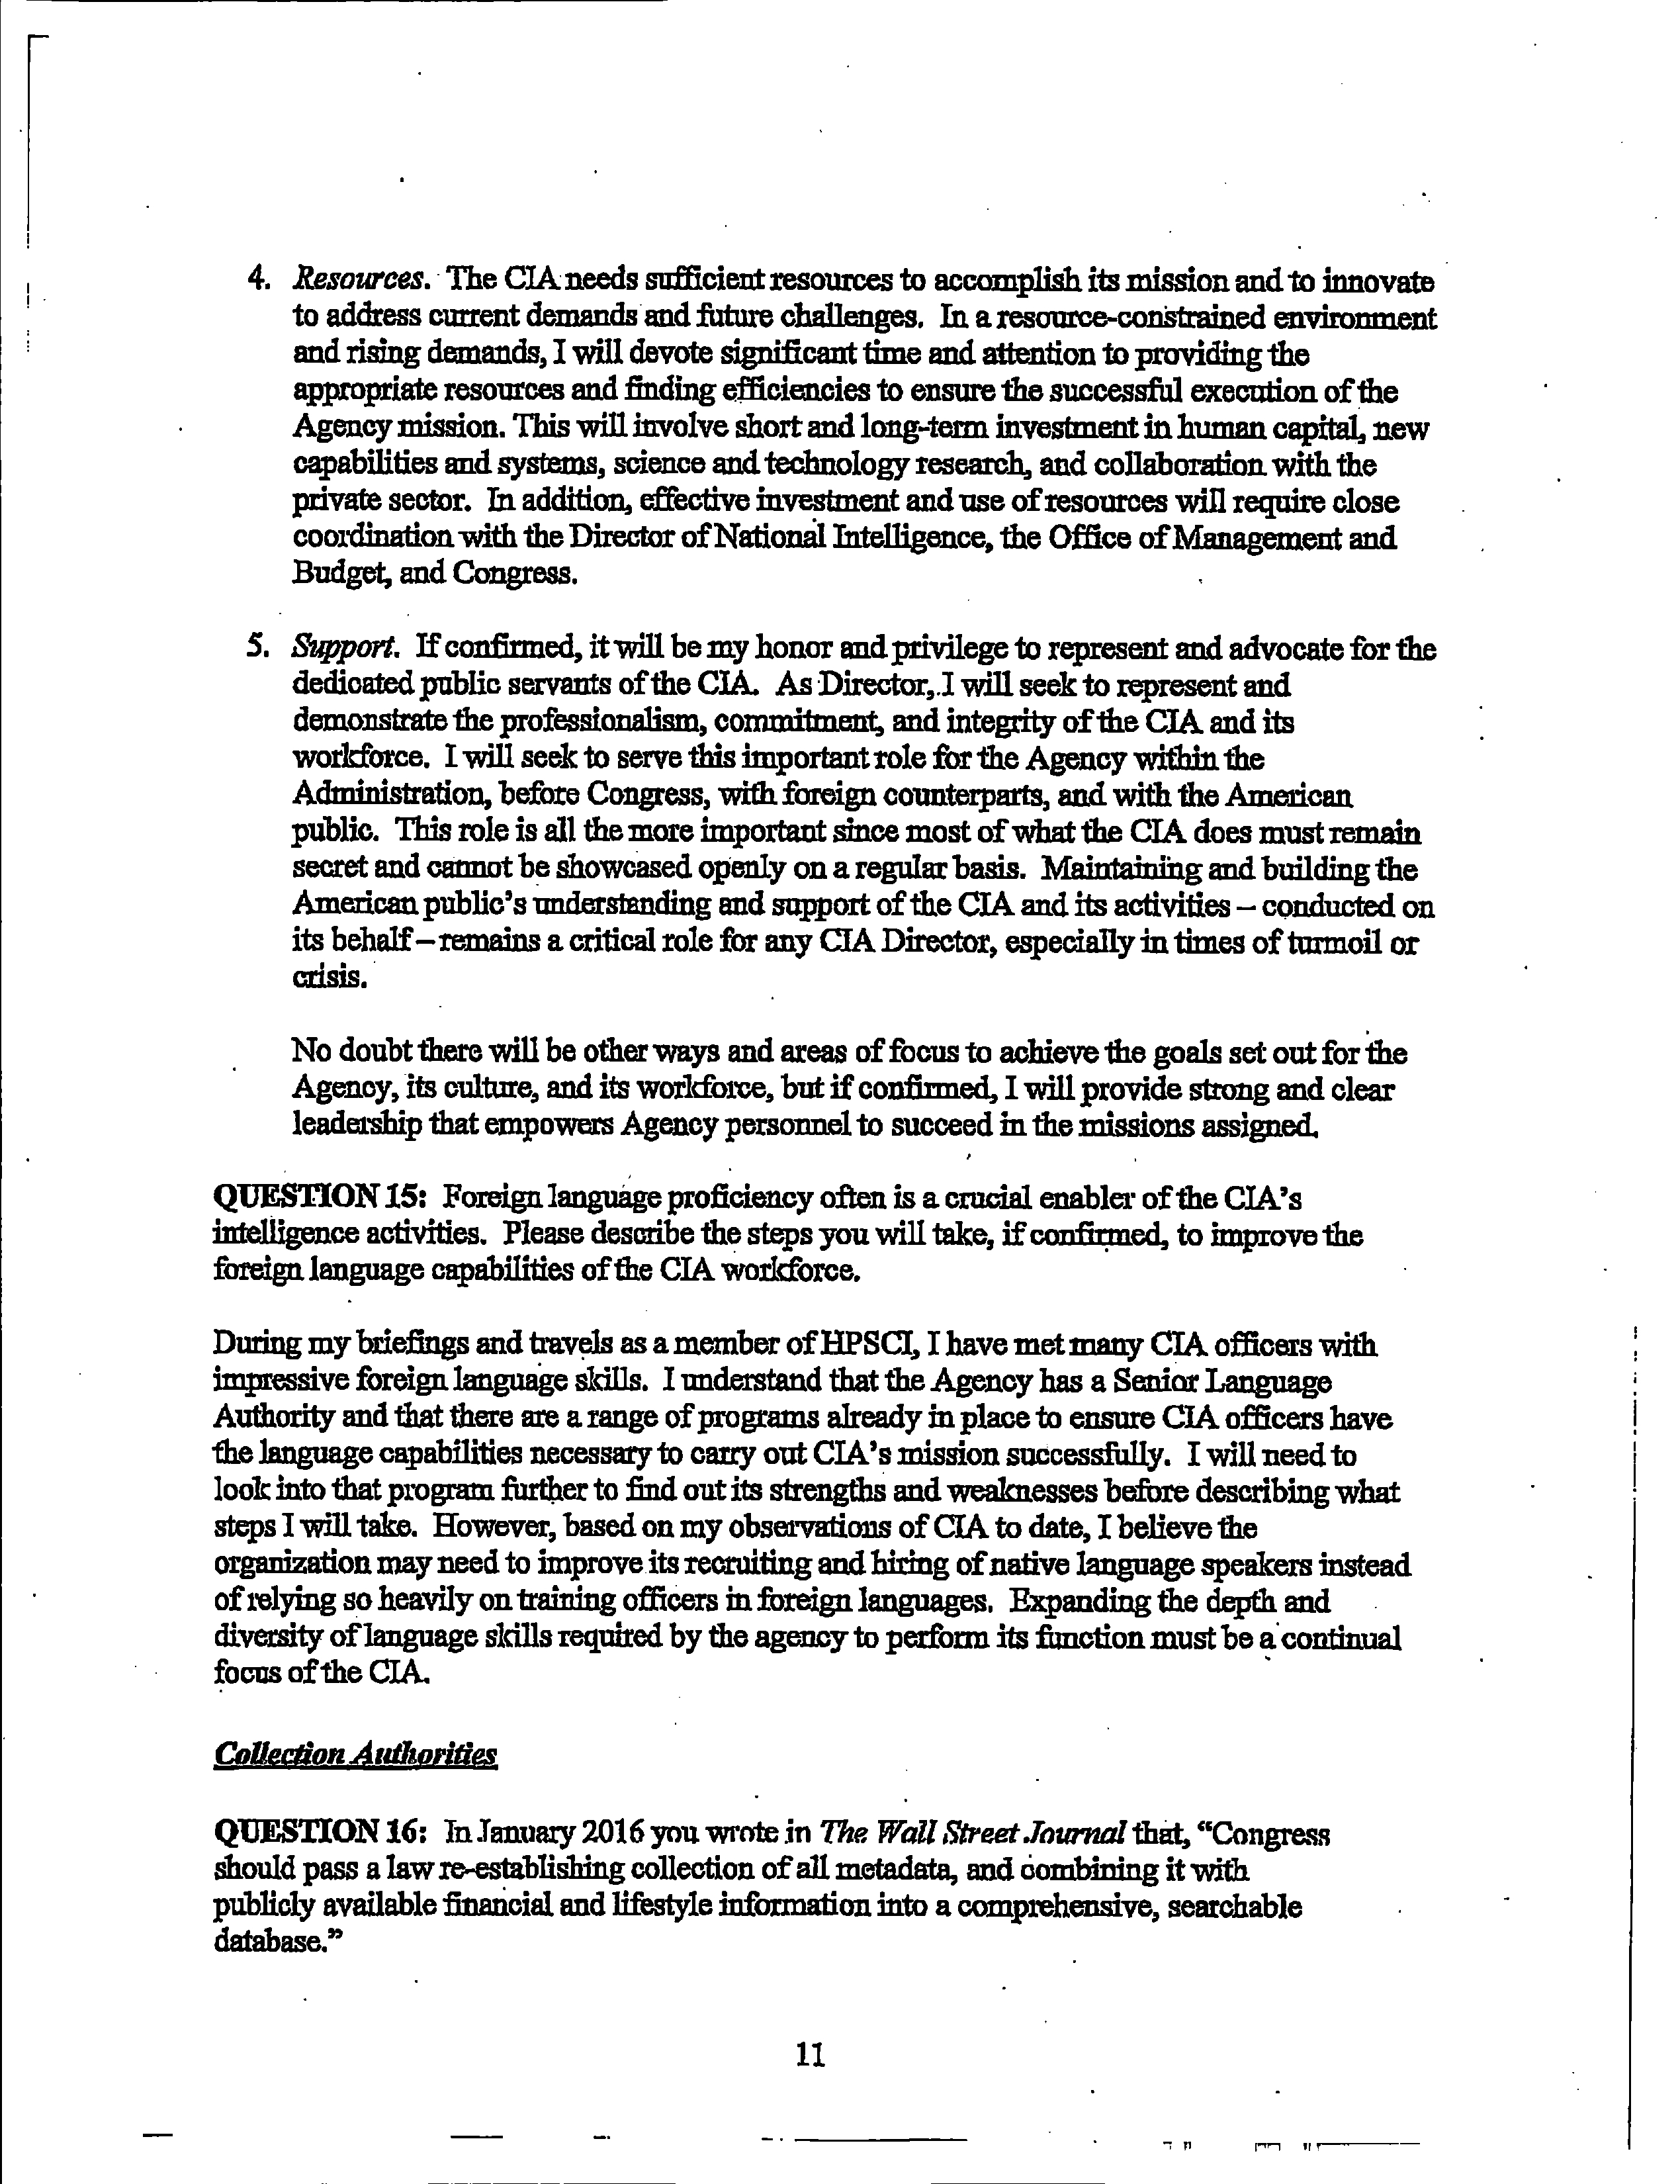 4. Resources. The CIA needs sufficient resources to accomplish its mission and to innovate
to address current demands and future challenges. In a resource-constrained environment
and rising demands, I will devote significant time and attention to providing the
appropriate resources and finding efficiencies to ensure the successful execution of the
Agency mission. This will involve short and long-term investment in human capital, new
capabilities and systems, science and technology research, and collaboration with the
private sector. In addition, effective investment and use of resources will require close
coordination with the Director of National Intelligence, the Office of Management and
Budget, and Congress.
5. Support. If confirmed, it will be my honor and privilege to represent and advocate for the
dedicated public servants of the CIA. As Director, I will seek to represent and
demonstrate the professionalism, commitment, and integrity of the CIA and its
workforce. I will seek to serve this important role for the Agency within the
Administration, before Congress, with foreign counterparts, and with the American
public. This role is all the more important since most of what the CIA does must remain
secret and cannot be showcased openly on a regular basis. Maintaining and building the
American public's understanding and support of the CIA and its activities – conducted on
its behalf – remains a critical role for any CIA Director, especially in times of turmoil or
crisis.
No doubt there will be other ways and areas of focus to achieve the goals set out for the
Agency, its culture, and its workforce, but if confirmed, I will provide strong and clear
leadership that empowers Agency personnel to succeed in the missions assigned.
QUESTION 15: Foreign language proficiency often is a crucial enabler of the CIA's
intelligence activities. Please describe the steps you will take, if confirmed, to improve the
foreign language capabilities of the CIA workforce.
During my briefings and travels as a member of HPSCI, I have met many CIA officers with
impressive foreign language skills. I understand that the Agency has a Senior Language
Authority and that there are a range of programs already in place to ensure CIA officers have
the language capabilities necessary to carry out CIA's mission successfully. I will need to
look into that program further to find out its strengths and weaknesses before describing what
steps I will take. However, based on my observations of CIA to date, I believe the
organization may need to improve its recruiting and hiring of native language speakers instead
of relying so heavily on training officers in foreign languages. Expanding the depth and
diversity of language skills required by the agency to perform its function must be a continual
focus of the CIA.
Collection Authorities
QUESTION 16: In January 2016 you wrote in The Wall Street Journal that, "Congress
should pass a law re-establishing collection of all metadata, and combining it with
publicly available financial and lifestyle information into a comprehensive, searchable
database."
11